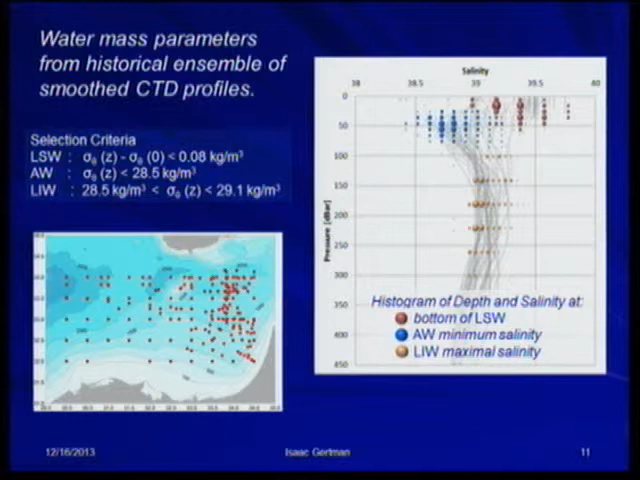 Water mass parameters
from historical ensemble of
smoothed CTD profiles.
Selection Criteria
LSW : σθ (z) - σθ (0) < 0.08 kg/m³
AW : σθ (z) < 28.5 kg/m³
LIW : 28.5 kg/m³ < σθ (z) < 29.1 kg/m³
Salinity
38 38.5 39 39.5 40
0
50
100
150
200
250
300
350
400
450
Pressure [dBar]
Histogram of Depth and Salinity at:
bottom of LSW
AW minimum salinity
LIW maximal salinity
12/16/2013
Isaac Gertman
11